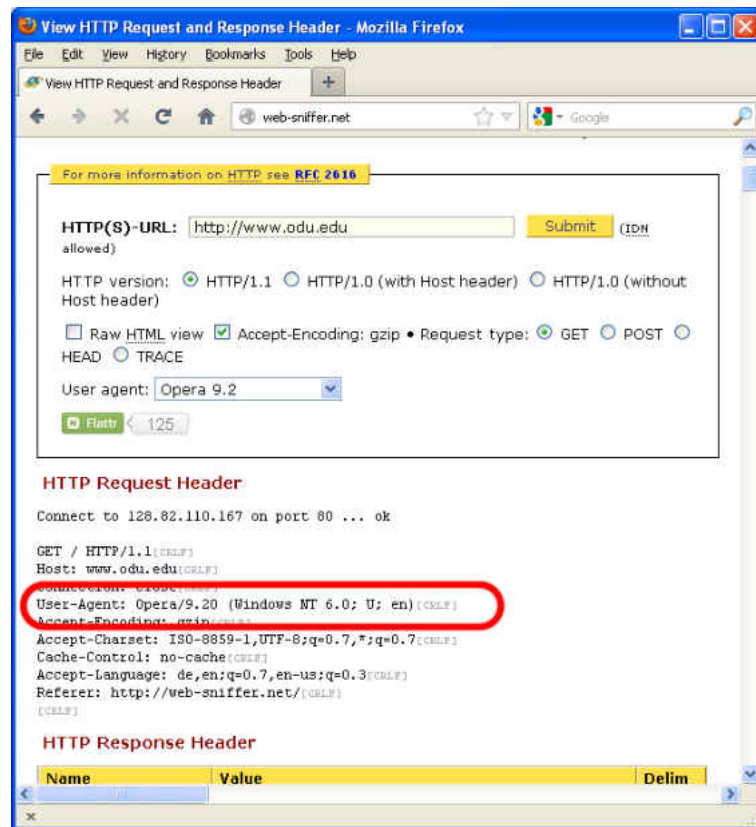 View HTTP Request and Response Header - Mozilla Firefox
File Edit View History Bookmarks Tools Help
View HTTP Request and Response Header +
web-sniffer.net Google
For more information on HTTP see RFC 2616
HTTP(S)-URL: http://www.odu.edu Submit (IDN
allowed)
HTTP version: HTTP/1.1 HTTP/1.0 (with Host header) HTTP/1.0 (without
Host header)
Raw HTML view Accept-Encoding: gzip • Request type: GET POST
HEAD TRACE
User agent: Opera 9.2
Flattr 125
HTTP Request Header
Connect to 128.82.110.167 on port 80 ... ok
GET / HTTP/1.1[CRLF]
Host: www.odu.edu[CRLF]
Connection: close[CRLF]
User-Agent: Opera/9.20 (Windows NT 6.0; U; en)[CRLF]
Accept-Encoding: gzip[CRLF]
Accept-Charset: ISO-8859-1,UTF-8;q=0.7,*;q=0.7[CRLF]
Cache-Control: no-cache[CRLF]
Accept-Language: de,en;q=0.7,en-us;q=0.3[CRLF]
Referer: http://web-sniffer.net/[CRLF]
[CRLF]
HTTP Response Header
Name Value Delim